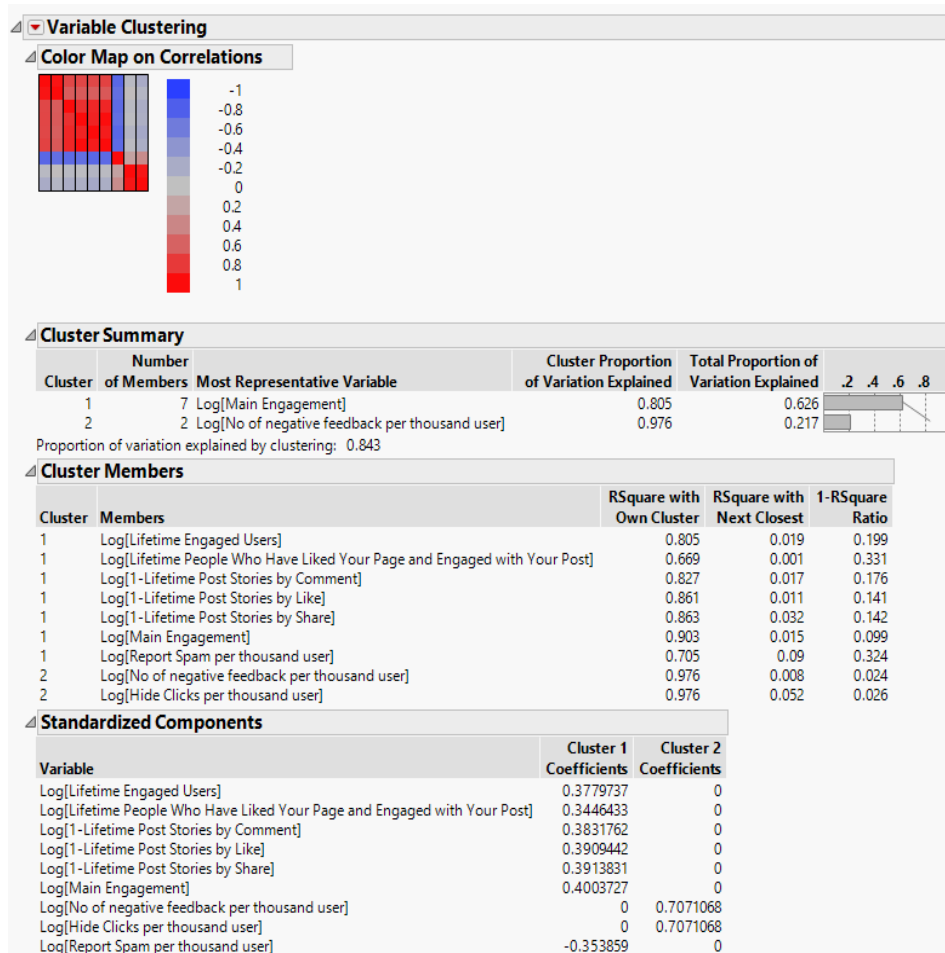 Variable Clustering
Color Map on Correlations
-1
-0.8
-0.6
-0.4
-0.2
0
0.2
0.4
0.6
0.8
1
Cluster Summary
Number Cluster Proportion Total Proportion of
Cluster of Members Most Representative Variable of Variation Explained Variation Explained .2 .4 .6 .8
1 7 Log[Main Engagement] 0.805 0.626
2 2 Log[No of negative feedback per thousand user] 0.976 0.217
Proportion of variation explained by clustering: 0.843
Cluster Members
RSquare with RSquare with 1-RSquare
Cluster Members Own Cluster Next Closest Ratio
1 Log[Lifetime Engaged Users] 0.805 0.019 0.199
1 Log[Lifetime People Who Have Liked Your Page and Engaged with Your Post] 0.669 0.001 0.331
1 Log[1-Lifetime Post Stories by Comment] 0.827 0.017 0.176
1 Log[1-Lifetime Post Stories by Like] 0.861 0.011 0.141
1 Log[1-Lifetime Post Stories by Share] 0.863 0.032 0.142
1 Log[Main Engagement] 0.903 0.015 0.099
1 Log[Report Spam per thousand user] 0.705 0.09 0.324
2 Log[No of negative feedback per thousand user] 0.976 0.008 0.024
2 Log[Hide Clicks per thousand user] 0.976 0.052 0.026
Standardized Components
Cluster 1 Cluster 2
Variable Coefficients Coefficients
Log[Lifetime Engaged Users] 0.3779737 0
Log[Lifetime People Who Have Liked Your Page and Engaged with Your Post] 0.3446433 0
Log[1-Lifetime Post Stories by Comment] 0.3831762 0
Log[1-Lifetime Post Stories by Like] 0.3909442 0
Log[1-Lifetime Post Stories by Share] 0.3913831 0
Log[Main Engagement] 0.4003727 0
Log[No of negative feedback per thousand user] 0 0.7071068
Log[Hide Clicks per thousand user] 0 0.7071068
Log[Report Spam per thousand user] -0.353859 0